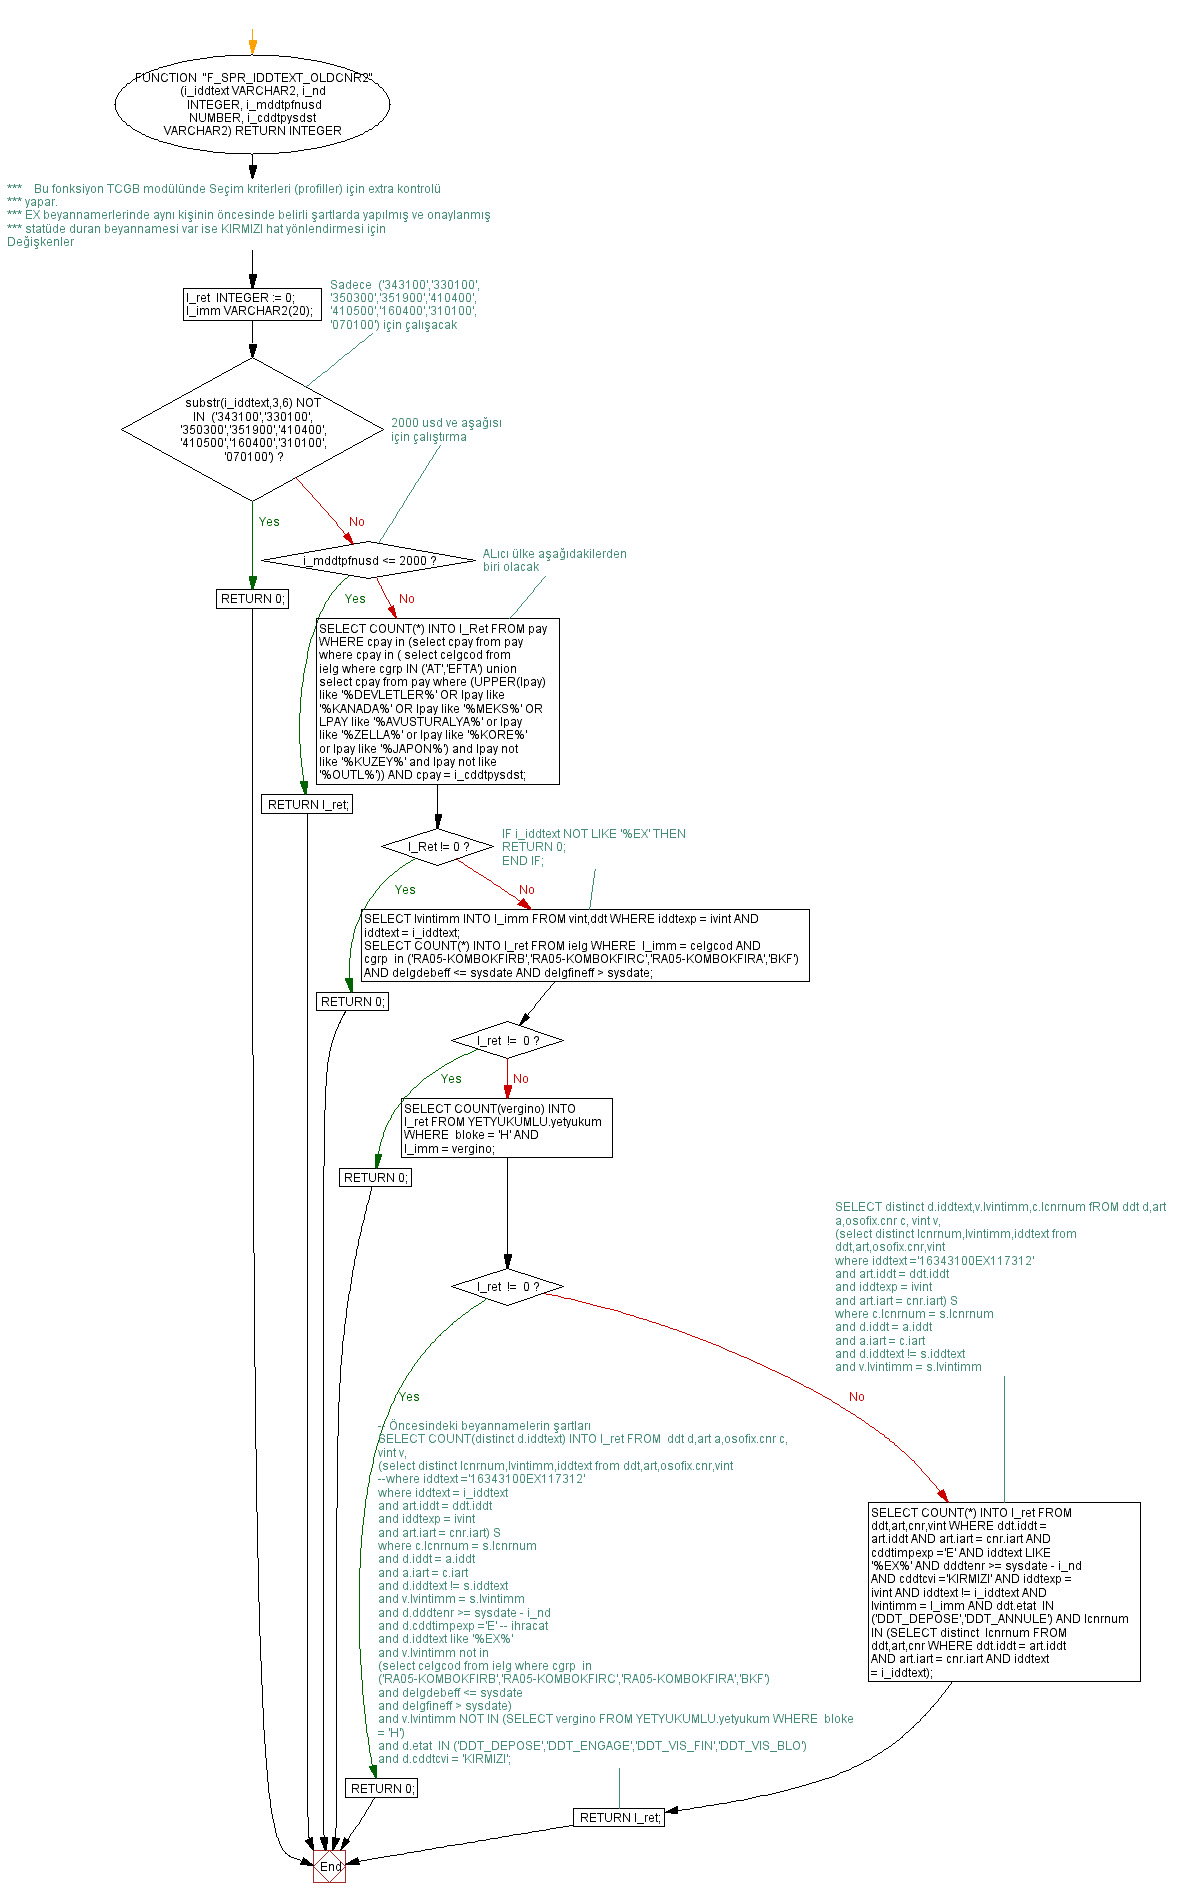 FUNCTION "F_SPR_IDDTEXT_OLDCNR2"
(i_iddtext VARCHAR2, i_nd
INTEGER, i_mddtpfnusd
NUMBER, i_cddtpysdst
VARCHAR2) RETURN INTEGER
***    Bu fonksiyon TCGB modülünde Seçim kriterleri (profiller) için extra kontrolü
*** yapar.
*** EX beyannamerlerinde aynı kişinin öncesinde belirli şartlarda yapılmış ve onaylanmış
*** statüde duran beyannamesi var ise KIRMIZI hat yönlendirmesi için
Değişkenler
l_ret  INTEGER := 0;
l_imm VARCHAR2(20);
Sadece  ('343100','330100',
'350300','351900','410400',
'410500','160400','310100',
'070100') için çalışacak
substr(i_iddtext,3,6) NOT
IN  ('343100','330100',
'350300','351900','410400',
'410500','160400','310100',
'070100') ?
2000 usd ve aşağısı
için çalıştırma
Yes
No
i_mddtpfnusd <= 2000 ?
ALıcı ülke aşağıdakilerden
biri olacak
RETURN 0;
Yes
No
SELECT COUNT(*) INTO l_Ret FROM pay
WHERE cpay in (select cpay from pay
where cpay in ( select celgcod from
ielg where cgrp IN ('AT','EFTA') union
select cpay from pay where (UPPER(lpay)
like '%DEVLETLER%' OR lpay like
'%KANADA%' OR lpay like '%MEKS%' OR
LPAY like '%AVUSTURALYA%' or lpay
like '%ZELLA%' or lpay like '%KORE%'
or lpay like '%JAPON%') and lpay not
like '%KUZEY%' and lpay not like
'%OUTL%')) AND cpay = i_cddtpysdst;
RETURN l_ret;
l_Ret != 0 ?
IF i_iddtext NOT LIKE '%EX' THEN
RETURN 0;
END IF;
Yes
No
SELECT lvintimm INTO l_imm FROM vint,ddt WHERE iddtexp = ivint AND
iddtext = i_iddtext;
SELECT COUNT(*) INTO l_ret FROM ielg WHERE  l_imm = celgcod AND
cgrp  in ('RA05-KOMBOKFIRB','RA05-KOMBOKFIRC','RA05-KOMBOKFIRA','BKF')
AND delgdebeff <= sysdate AND delgfineff > sysdate;
RETURN 0;
l_ret  !=  0 ?
Yes
No
SELECT COUNT(vergino) INTO
l_ret FROM YETYUKUMLU.yetyukum
WHERE  bloke = 'H' AND
l_imm = vergino;
RETURN 0;
l_ret  !=  0 ?
SELECT distinct d.iddtext,v.lvintimm,c.lcnrnum fROM ddt d,art
a,osofix.cnr c, vint v,
(select distinct lcnrnum,lvintimm,iddtext from
ddt,art,osofix.cnr,vint
where iddtext ='16343100EX117312'
and art.iddt = ddt.iddt
and iddtexp = ivint
and art.iart = cnr.iart) S
where c.lcnrnum = s.lcnrnum
and d.iddt = a.iddt
and a.iart = c.iart
and d.iddtext != s.iddtext
and v.lvintimm = s.lvintimm
Yes
No
-- Öncesindeki beyannamelerin şartları
SELECT COUNT(distinct d.iddtext) INTO l_ret FROM  ddt d,art a,osofix.cnr c,
vint v,
(select distinct lcnrnum,lvintimm,iddtext from ddt,art,osofix.cnr,vint
--where iddtext ='16343100EX117312'
where iddtext = i_iddtext
and art.iddt = ddt.iddt
and iddtexp = ivint
and art.iart = cnr.iart) S
where c.lcnrnum = s.lcnrnum
and d.iddt = a.iddt
and a.iart = c.iart
and d.iddtext != s.iddtext
and v.lvintimm = s.lvintimm
and d.dddtenr >= sysdate - i_nd
and d.cddtimpexp ='E' -- ihracat
and d.iddtext like '%EX%'
and v.lvintimm not in
(select celgcod from ielg where cgrp  in
('RA05-KOMBOKFIRB','RA05-KOMBOKFIRC','RA05-KOMBOKFIRA','BKF')
and delgdebeff <= sysdate
and delgfineff > sysdate)
and v.lvintimm NOT IN (SELECT vergino FROM YETYUKUMLU.yetyukum WHERE  bloke
= 'H')
and d.etat  IN ('DDT_DEPOSE','DDT_ENGAGE','DDT_VIS_FIN','DDT_VIS_BLO')
and d.cddtcvi = 'KIRMIZI';
SELECT COUNT(*) INTO l_ret FROM
ddt,art,cnr,vint WHERE ddt.iddt =
art.iddt AND art.iart = cnr.iart AND
cddtimpexp ='E' AND iddtext LIKE
'%EX%' AND dddtenr >= sysdate - i_nd
AND cddtcvi ='KIRMIZI' AND iddtexp =
ivint AND iddtext != i_iddtext AND
lvintimm = l_imm AND ddt.etat  IN
('DDT_DEPOSE','DDT_ANNULE') AND lcnrnum
IN (SELECT distinct  lcnrnum FROM
ddt,art,cnr WHERE ddt.iddt = art.iddt
AND art.iart = cnr.iart AND iddtext
= i_iddtext);
RETURN 0;
RETURN l_ret;
End